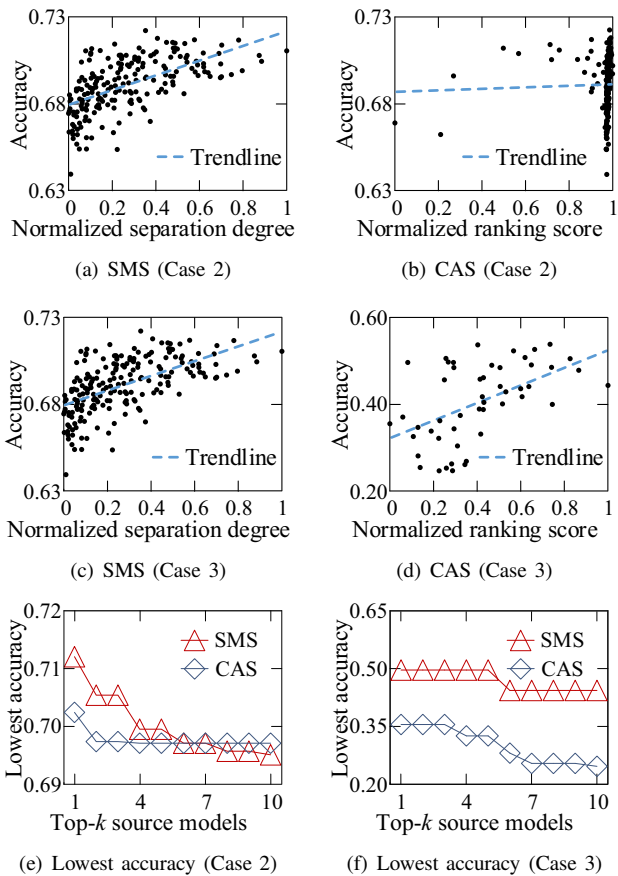 0.73
0.68
0.63
Accuracy
Trendline
0 0.2 0.4 0.6 0.8 1
Normalized separation degree
(a) SMS (Case 2)
0.73
0.68
0.63
Accuracy
Trendline
0 0.2 0.4 0.6 0.8 1
Normalized ranking score
(b) CAS (Case 2)
0.73
0.68
0.63
Accuracy
Trendline
0 0.2 0.4 0.6 0.8 1
Normalized separation degree
(c) SMS (Case 3)
0.60
0.40
0.20
Accuracy
Trendline
0 0.2 0.4 0.6 0.8 1
Normalized ranking score
(d) CAS (Case 3)
0.72
0.71
0.70
0.69
Lowest accuracy
SMS
CAS
1 4 7 10
Top-k source models
(e) Lowest accuracy (Case 2)
0.65
0.50
0.35
0.20
Lowest accuracy
SMS
CAS
1 4 7 10
Top-k source models
(f) Lowest accuracy (Case 3)